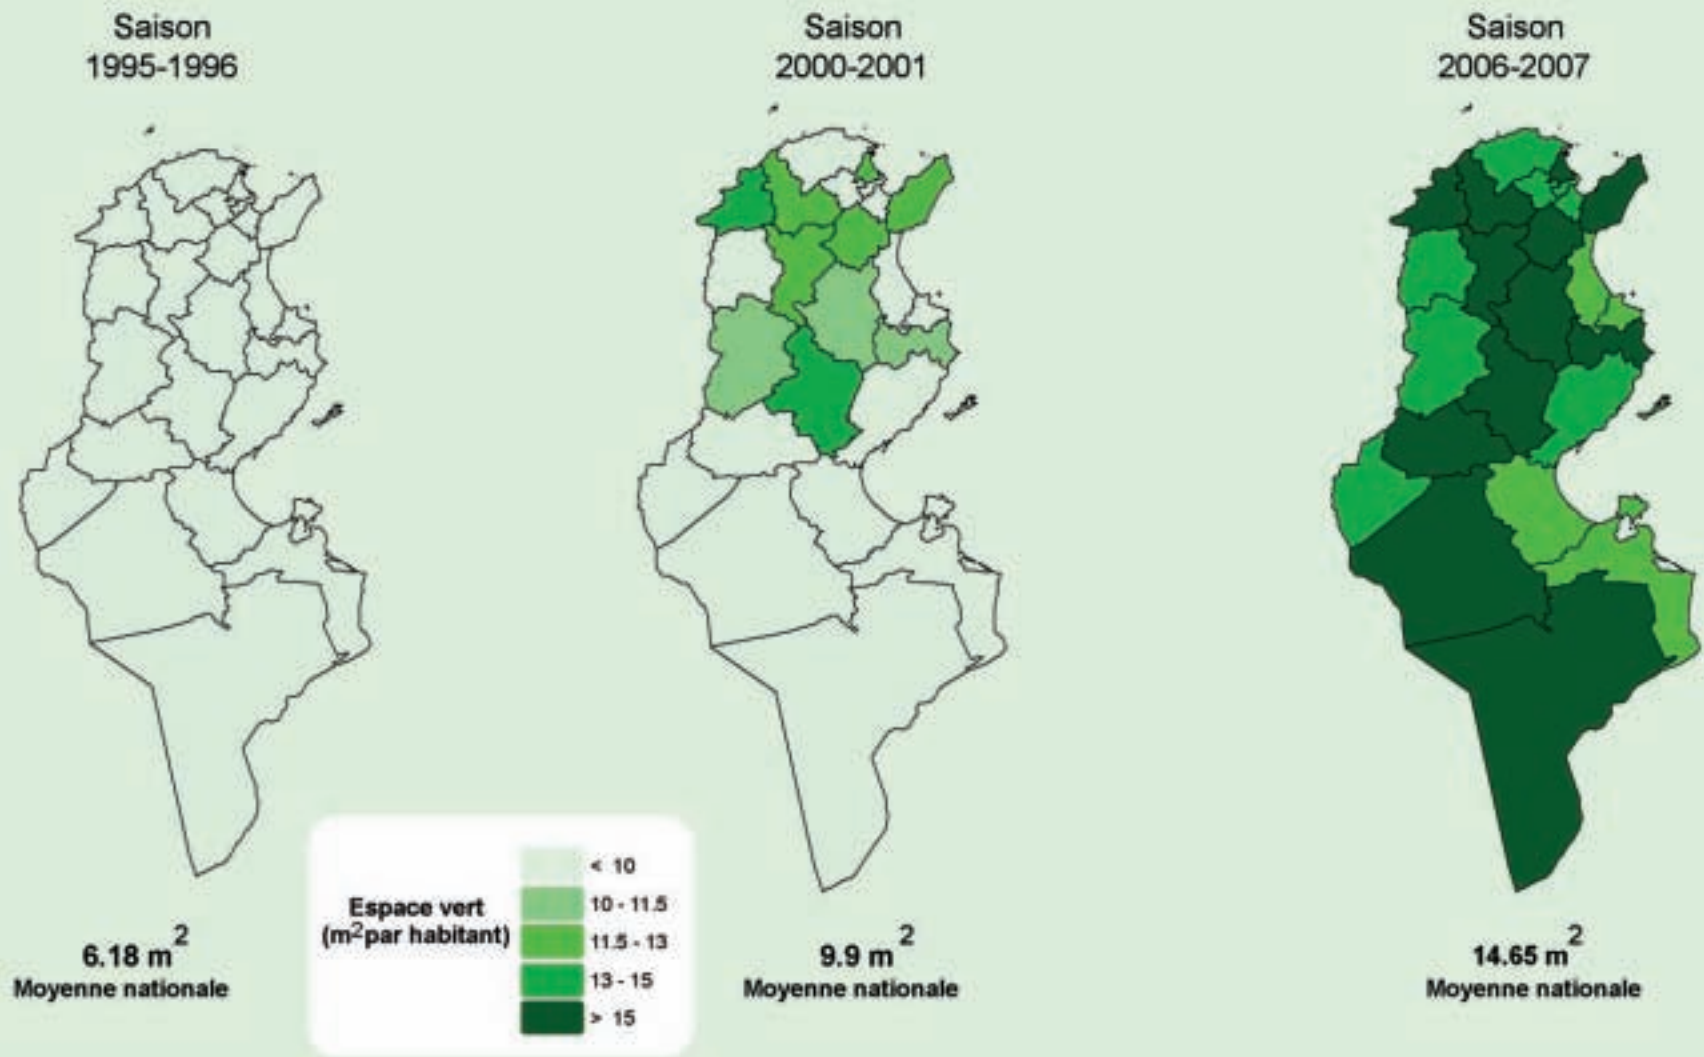 Saison
1995-1996
Saison
2000-2001
Saison
2006-2007
Espace vert
(m2par habitant)
< 10
10 - 11.5
11.5 - 13
13 - 15
> 15
6.18 m2
Moyenne nationale
9.9 m2
Moyenne nationale
14.65 m2
Moyenne nationale